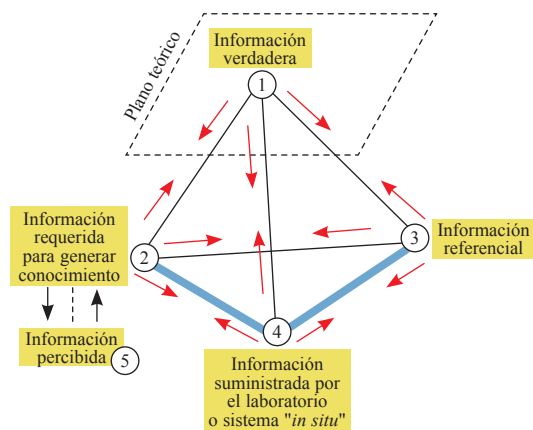 Información
verdadera
Plano teórico
1
Información
requerida
para generar
conocimiento
2
3
Información
referencial
4
Información
percibida
5
Información
suministrada por
el laboratorio
o sistema "in situ"